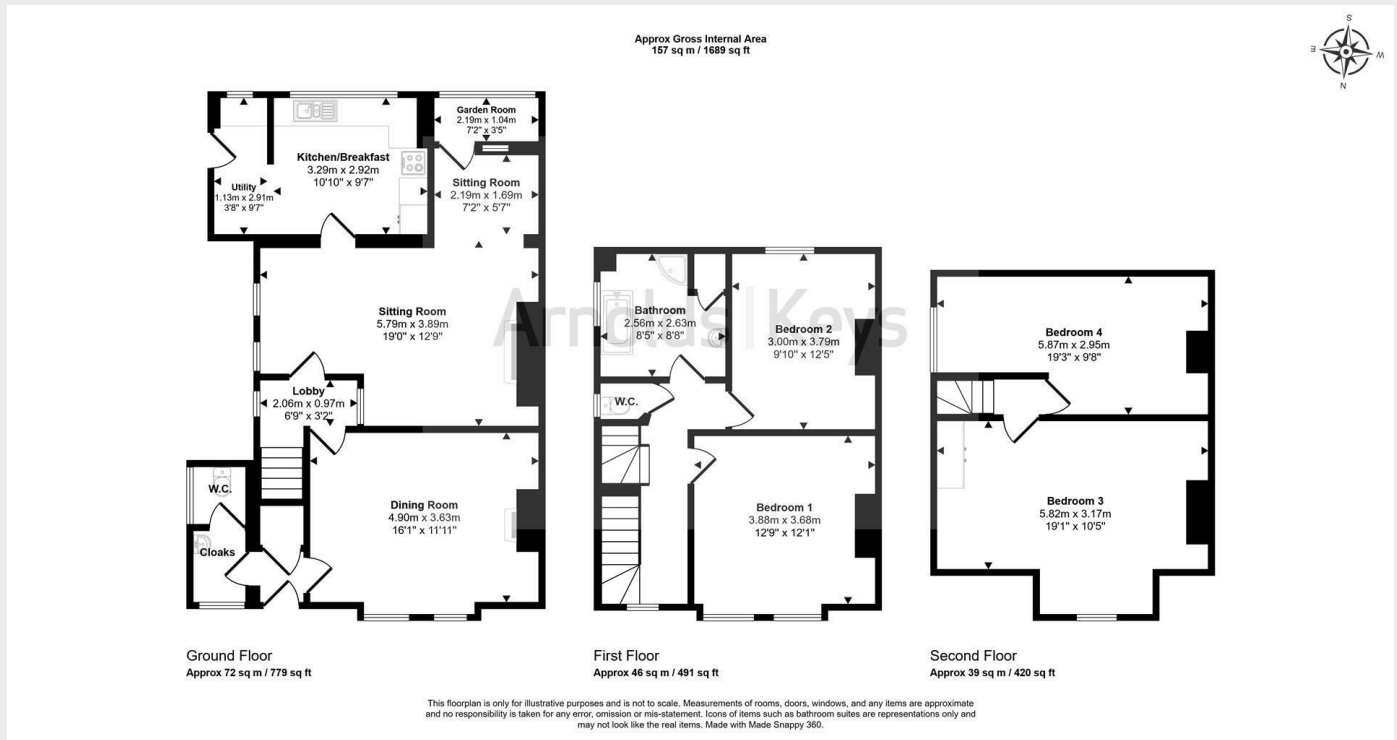 Approx Gross Internal Area
157 sq m / 1689 sq ft
S
E
W
N
Garden Room
2.19m x 1.04m
7'2" x 3'5"
Kitchen/Breakfast
3.29m x 2.92m
10'10" x 9'7"
Utility
1.13m x 2.91m
3'8" x 9'7"
Sitting Room
2.19m x 1.69m
7'2" x 5'7"
Sitting Room
5.79m x 3.89m
19'0" x 12'9"
Lobby
2.06m x 0.97m
6'9" x 3'2"
W.C.
Cloaks
Dining Room
4.90m x 3.63m
16'1" x 11'11"
Arnolds | Keys
Bathroom
2.56m x 2.63m
8'5" x 8'8"
Bedroom 2
3.00m x 3.79m
9'10" x 12'5"
W.C.
Bedroom 1
3.88m x 3.68m
12'9" x 12'1"
Bedroom 4
5.87m x 2.95m
19'3" x 9'8"
Bedroom 3
5.82m x 3.17m
19'1" x 10'5"
Ground Floor
Approx 72 sq m / 779 sq ft
First Floor
Approx 46 sq m / 491 sq ft
Second Floor
Approx 39 sq m / 420 sq ft
This floorplan is only for illustrative purposes and is not to scale. Measurements of rooms, doors, windows, and any items are approximate
and no responsibility is taken for any error, omission or mis-statement. Icons of items such as bathroom suites are representations only and
may not look like the real items. Made with Made Snappy 360.